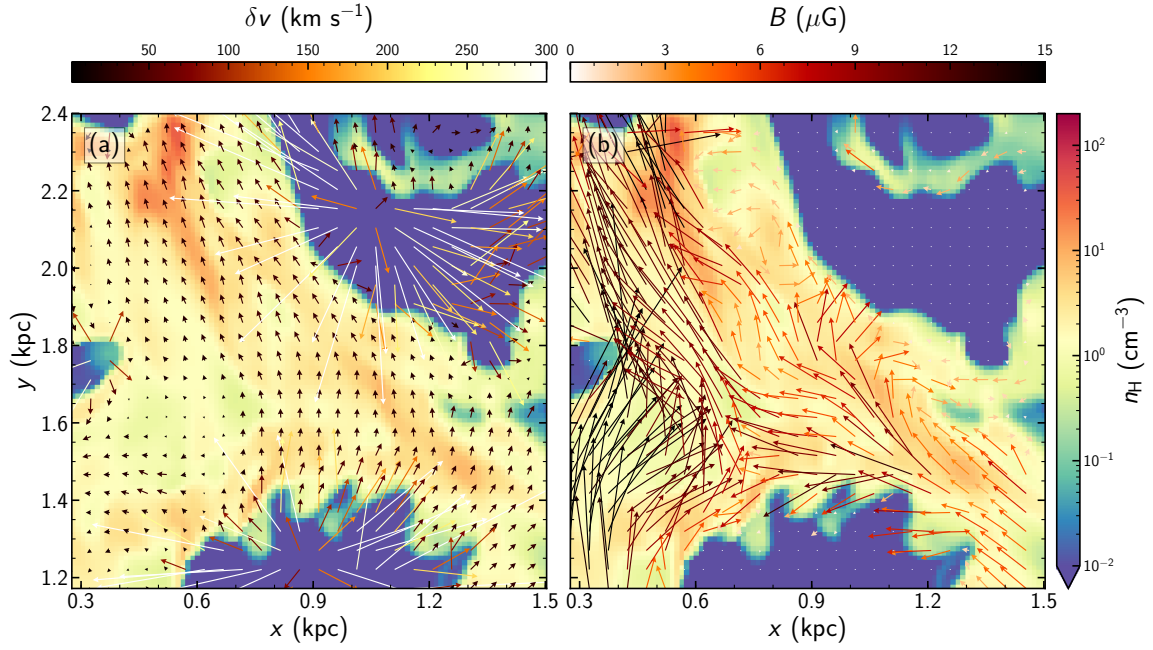 δv (km s⁻¹)
B (μG)
50 100 150 200 250 300
0 3 6 9 12 15
(a)
(b)
2.4
2.2
2.0
1.8
1.6
1.4
1.2
y (kpc)
0.3 0.6 0.9 1.2 1.5
0.3 0.6 0.9 1.2 1.5
x (kpc)
x (kpc)
10²
10¹
10⁰
10⁻¹
10⁻²
n_H (cm⁻³)